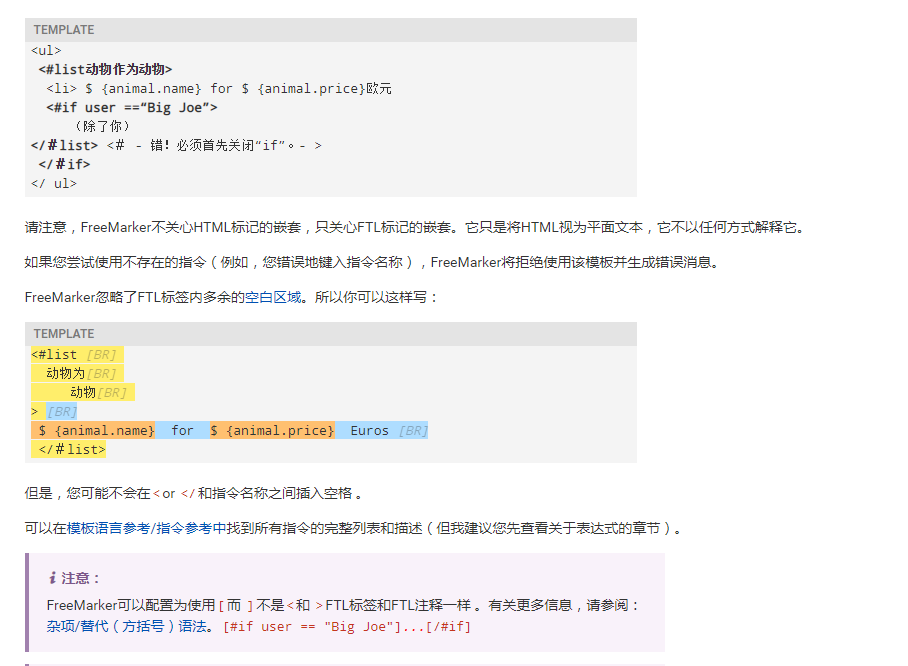 TEMPLATE
<ul>
<#list动物作为动物>
<li> $ {animal.name} for $ {animal.price}欧元
<#if user ==“Big Joe”>
（除了你）
</＃list> <＃ - 错！必须首先关闭“if”。- >
</＃if>
</ ul>
请注意，FreeMarker不关心HTML标记的嵌套，只关心FTL标记的嵌套。它只是将HTML视为平面文本，它不以任何方式解释它。
如果您尝试使用不存在的指令（例如，您错误地键入指令名称），FreeMarker将拒绝使用该模板并生成错误消息。
FreeMarker忽略了FTL标签内多余的空白区域。所以你可以这样写：
TEMPLATE
<#list [BR]
动物为[BR]
动物[BR]
> [BR]
$ {animal.name} for $ {animal.price} Euros [BR]
</＃list>
但是，您可能不会在<or </和指令名称之间插入空格 。
可以在模板语言参考/指令参考中找到所有指令的完整列表和描述（但我建议您先查看关于表达式的章节）。
i 注意：
FreeMarker可以配置为使用[而 ]不是<和 >FTL标签和FTL注释一样 。有关更多信息，请参阅：
杂项/替代（方括号）语法。[#if user == "Big Joe"]...[/#if]